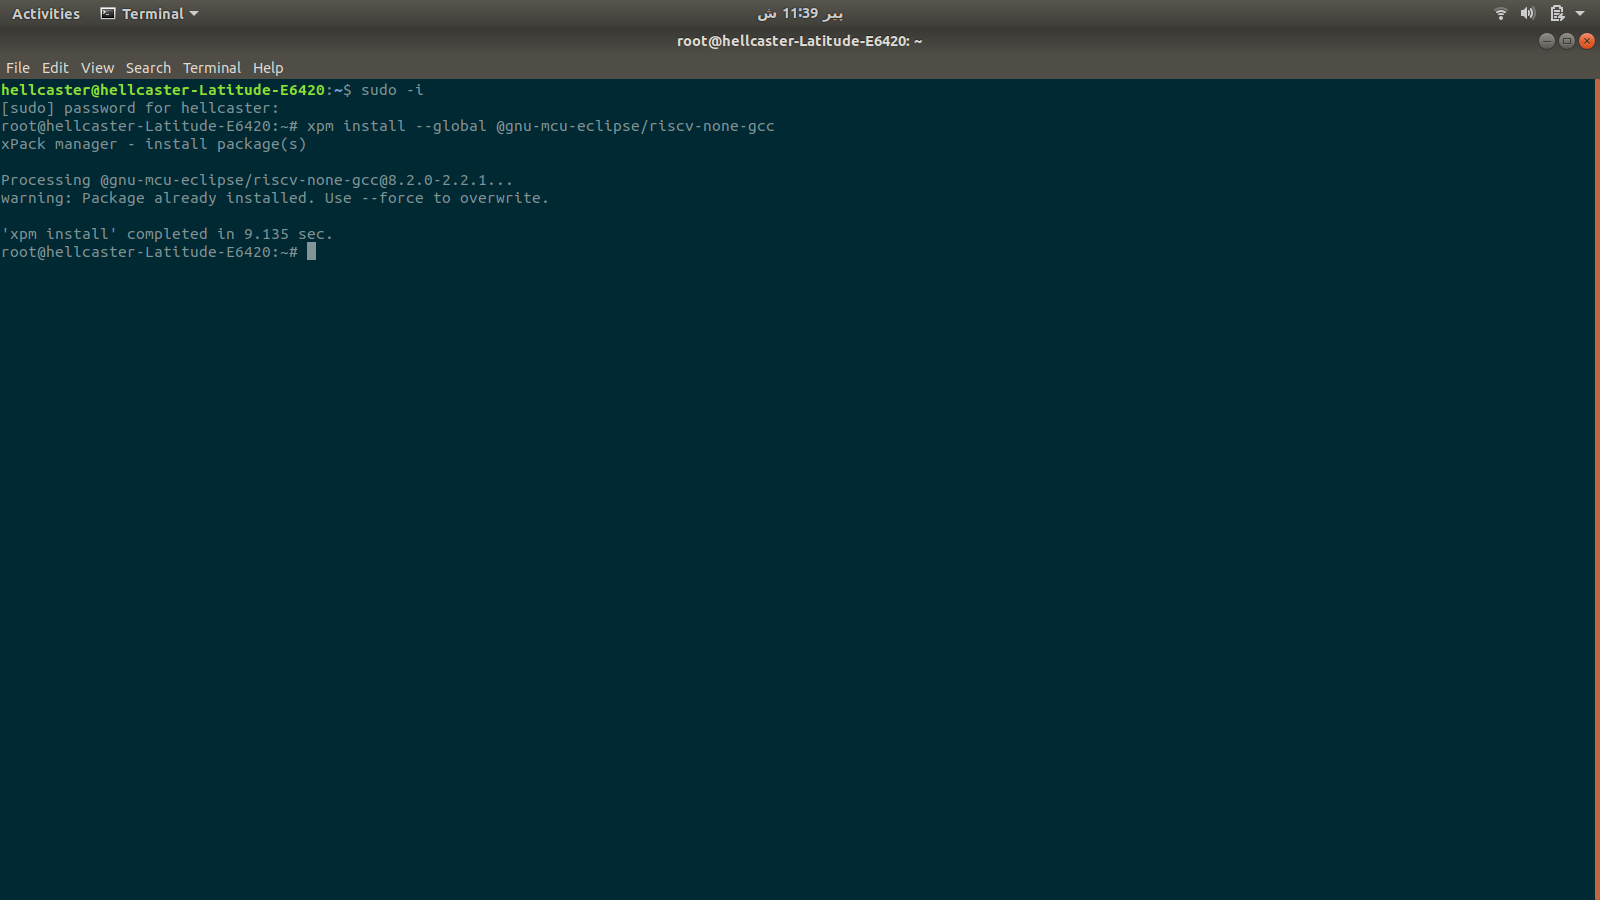 Activities Terminal پیر 11:39 ش
root@hellcaster-Latitude-E6420: ~
File Edit View Search Terminal Help
hellcaster@hellcaster-Latitude-E6420:~$ sudo -i
[sudo] password for hellcaster:
root@hellcaster-Latitude-E6420:~# xpm install --global @gnu-mcu-eclipse/riscv-none-gcc
xPack manager - install package(s)
Processing @gnu-mcu-eclipse/riscv-none-gcc@8.2.0-2.2.1...
warning: Package already installed. Use --force to overwrite.
'xpm install' completed in 9.135 sec.
root@hellcaster-Latitude-E6420:~#